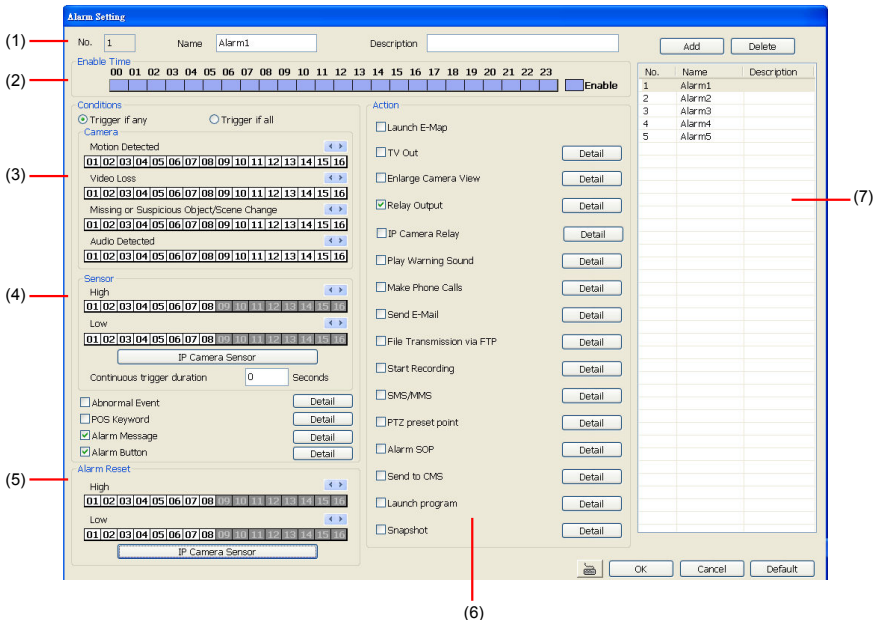 Alarm Setting
(1)
No. 1 Name Alarm1 Description
Add Delete
Enable Time
(2)
00 01 02 03 04 05 06 07 08 09 10 11 12 13 14 15 16 17 18 19 20 21 22 23
Enable
Conditions
Trigger if any Trigger if all
Camera
Motion Detected
01 02 03 04 05 06 07 08 09 10 11 12 13 14 15 16
(3)
Video Loss
01 02 03 04 05 06 07 08 09 10 11 12 13 14 15 16
Missing or Suspicious Object/Scene Change
01 02 03 04 05 06 07 08 09 10 11 12 13 14 15 16
Audio Detected
01 02 03 04 05 06 07 08 09 10 11 12 13 14 15 16
Sensor
(4)
High
01 02 03 04 05 06 07 08 09 10 11 12 13 14 15 16
Low
01 02 03 04 05 06 07 08 09 10 11 12 13 14 15 16
IP Camera Sensor
Continuous trigger duration 0 Seconds
Abnormal Event Detail
POS Keyword Detail
Alarm Message Detail
Alarm Button Detail
Alarm Reset
(5)
High
01 02 03 04 05 06 07 08 09 10 11 12 13 14 15 16
Low
01 02 03 04 05 06 07 08 09 10 11 12 13 14 15 16
IP Camera Sensor
Action
Launch E-Map
TV Out Detail
Enlarge Camera View Detail
Relay Output Detail
IP Camera Relay Detail
Play Warning Sound Detail
Make Phone Calls Detail
Send E-Mail Detail
File Transmission via FTP Detail
Start Recording Detail
SMS/MMS Detail
PTZ preset point Detail
Alarm SOP Detail
Send to CMS Detail
Launch program Detail
Snapshot Detail
(6)
No. Name Description
1 Alarm1
2 Alarm2
3 Alarm3
4 Alarm4
5 Alarm5
(7)
OK Cancel Default